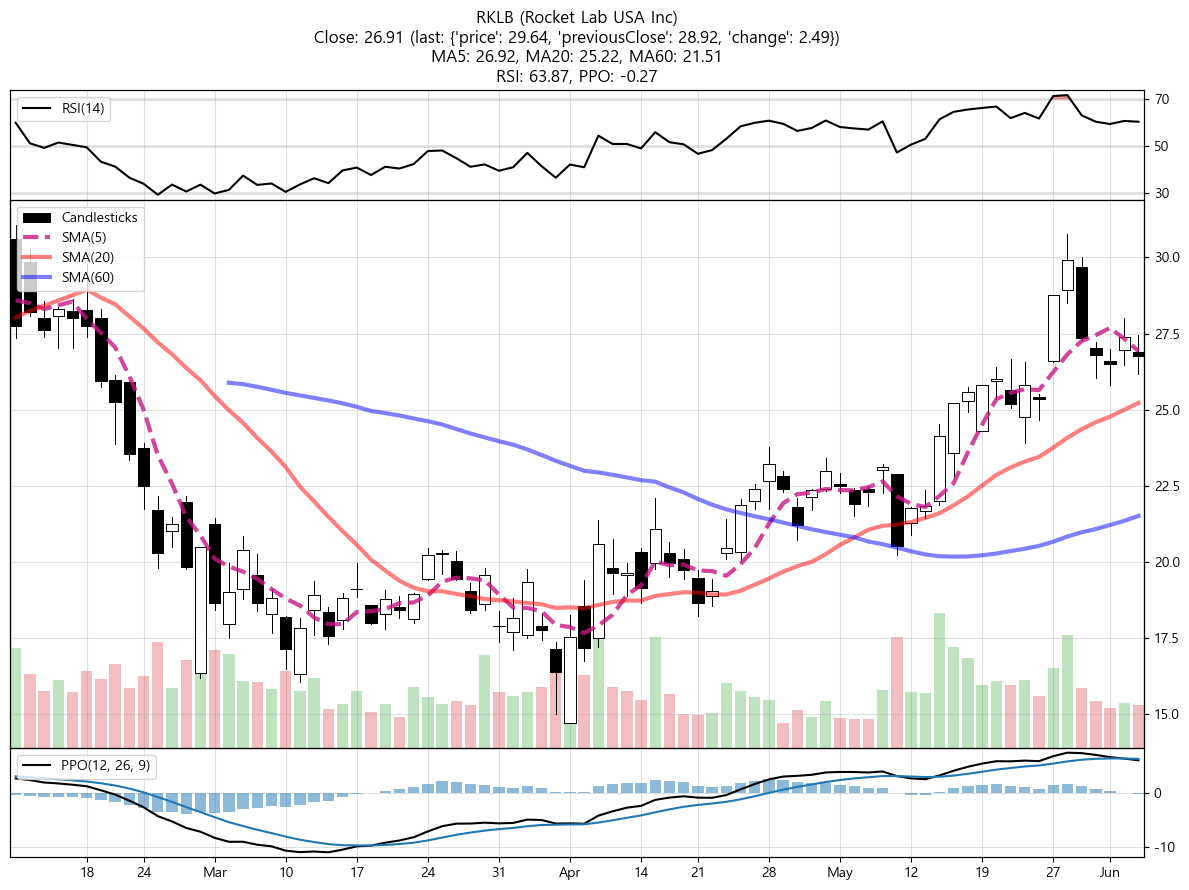 RKLB (Rocket Lab USA Inc)
Close: 26.91 (last: {'price': 29.64, 'previousClose': 28.92, 'change': 2.49})
MA5: 26.92, MA20: 25.22, MA60: 21.51
RSI: 63.87, PPO: -0.27
RSI(14)
70
50
30
Candlesticks
SMA(5)
SMA(20)
SMA(60)
30.0
27.5
25.0
22.5
20.0
17.5
15.0
PPO(12, 26, 9)
0
-10
18 24 Mar 10 17 24 31 Apr 14 21 28 May 12 19 27 Jun